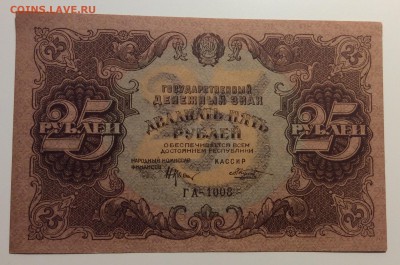 COINS.LAVE.RU
ГОСУДАРСТВЕННЫЙ
ДЕНЕЖНЫЙ ЗНАК
ДВАДЦАТЬ ПЯТЬ
РУБЛЕЙ
ОБЕСПЕЧИВАЕТСЯ ВСЕМ
ДОСТОЯНИЕМ РЕСПУБЛИКИ
25 РУБЛЕЙ
25 РУБЛЕЙ
НАРОДНЫЙ КОМИССАР ФИНАНСОВ
КАССИР
ГА-1008